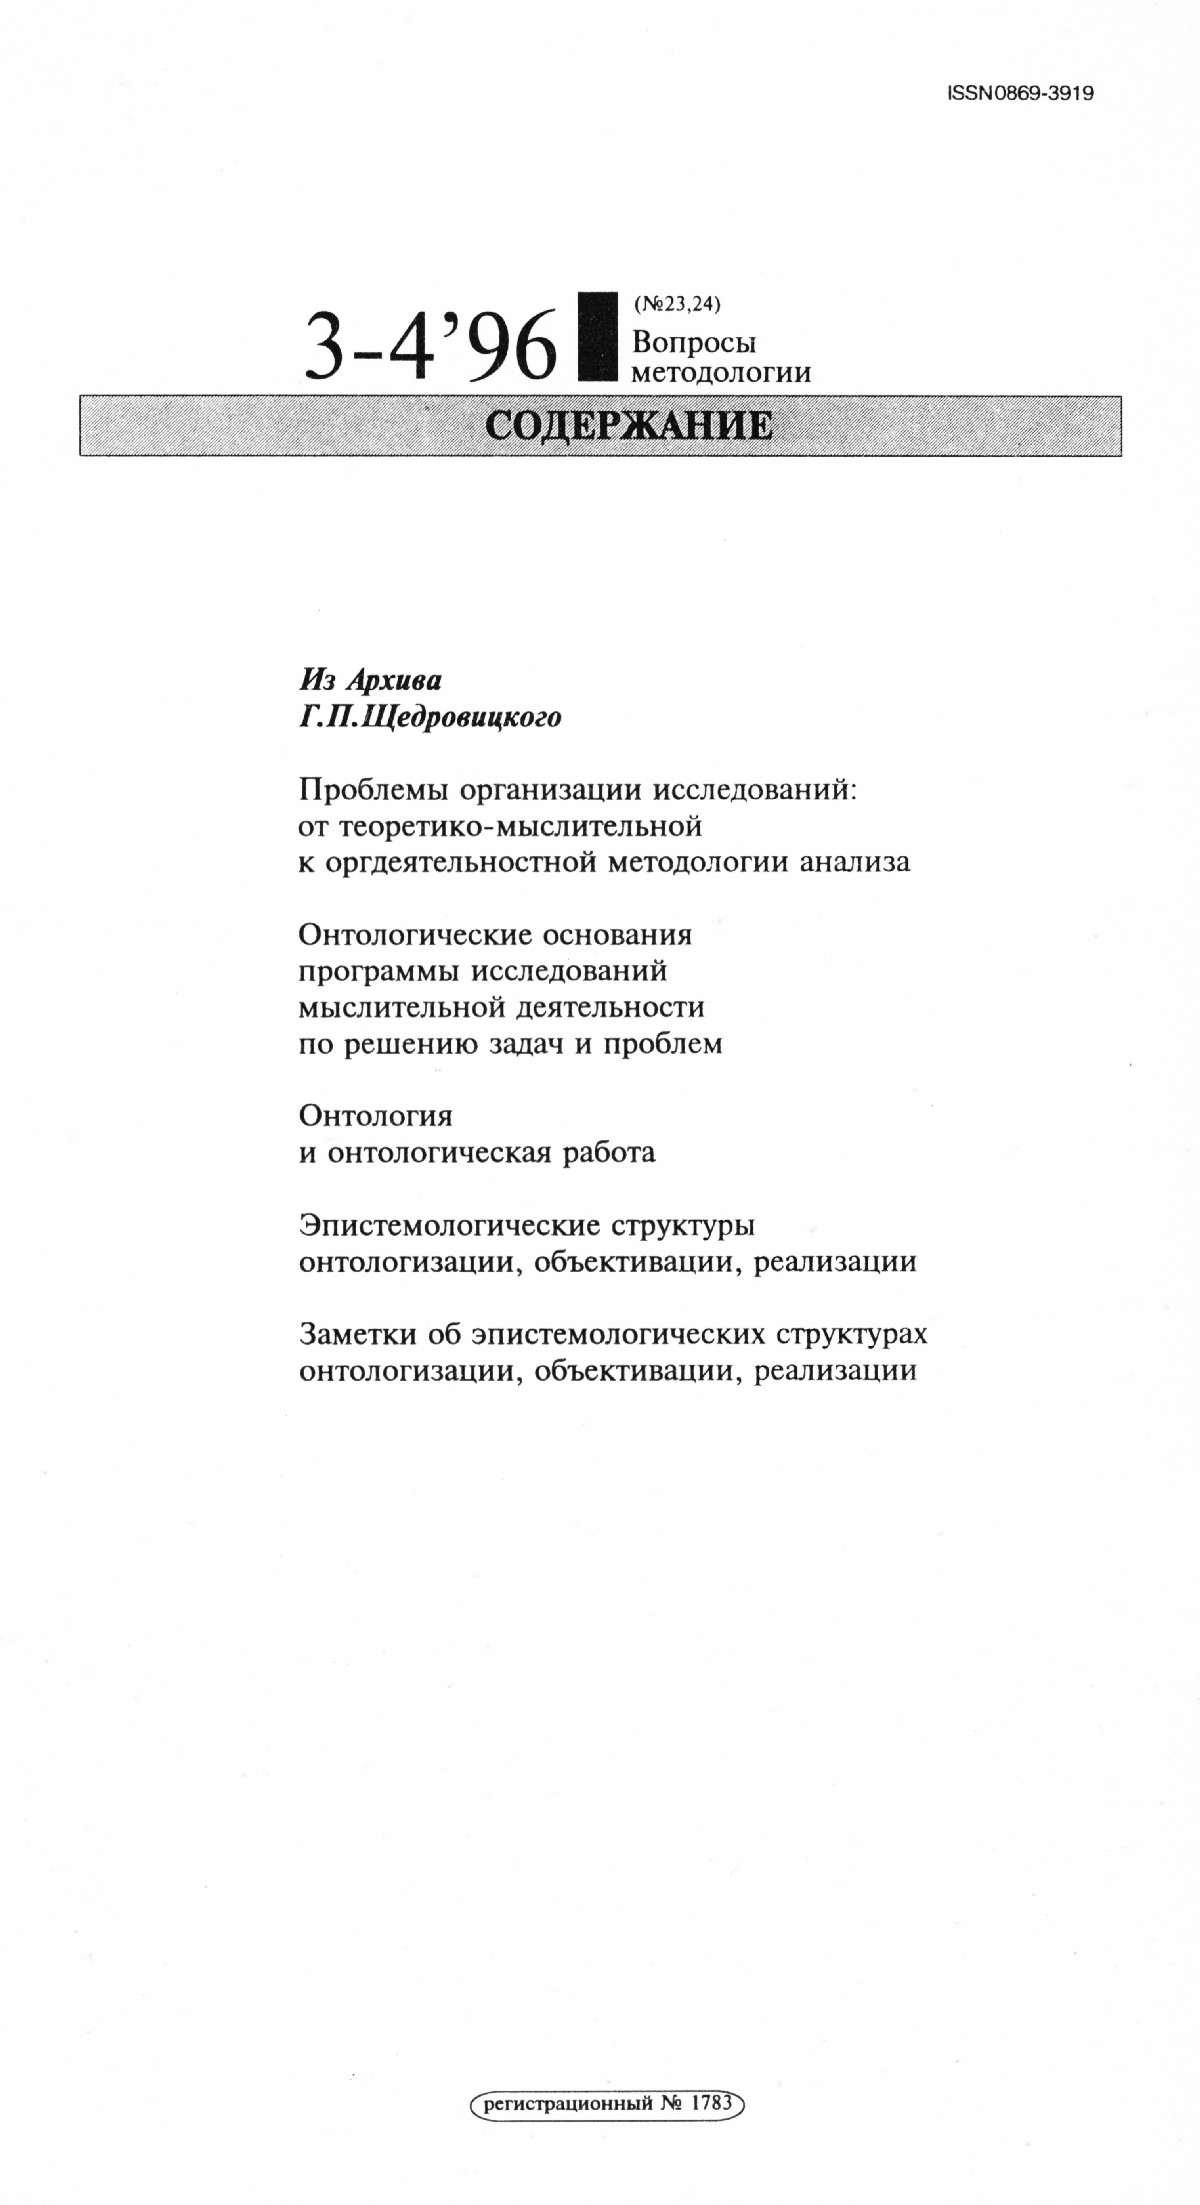 ISSN0869-3919
3-4’96
(№23,24)
Вопросы
методологии
СОДЕРЖАНИЕ
Из Архива
Г.П.Щедровицкого
Проблемы организации исследований:
от теоретико-мыслительной
к оргдеятельностной методологии анализа
Онтологические основания
программы исследований
мыслительной деятельности
по решению задач и проблем
Онтология
и онтологическая работа
Эпистемологические структуры
онтологизации, объективации, реализации
Заметки об эпистемологических структурах
онтологизации, объективации, реализации
регистрационный № 1783